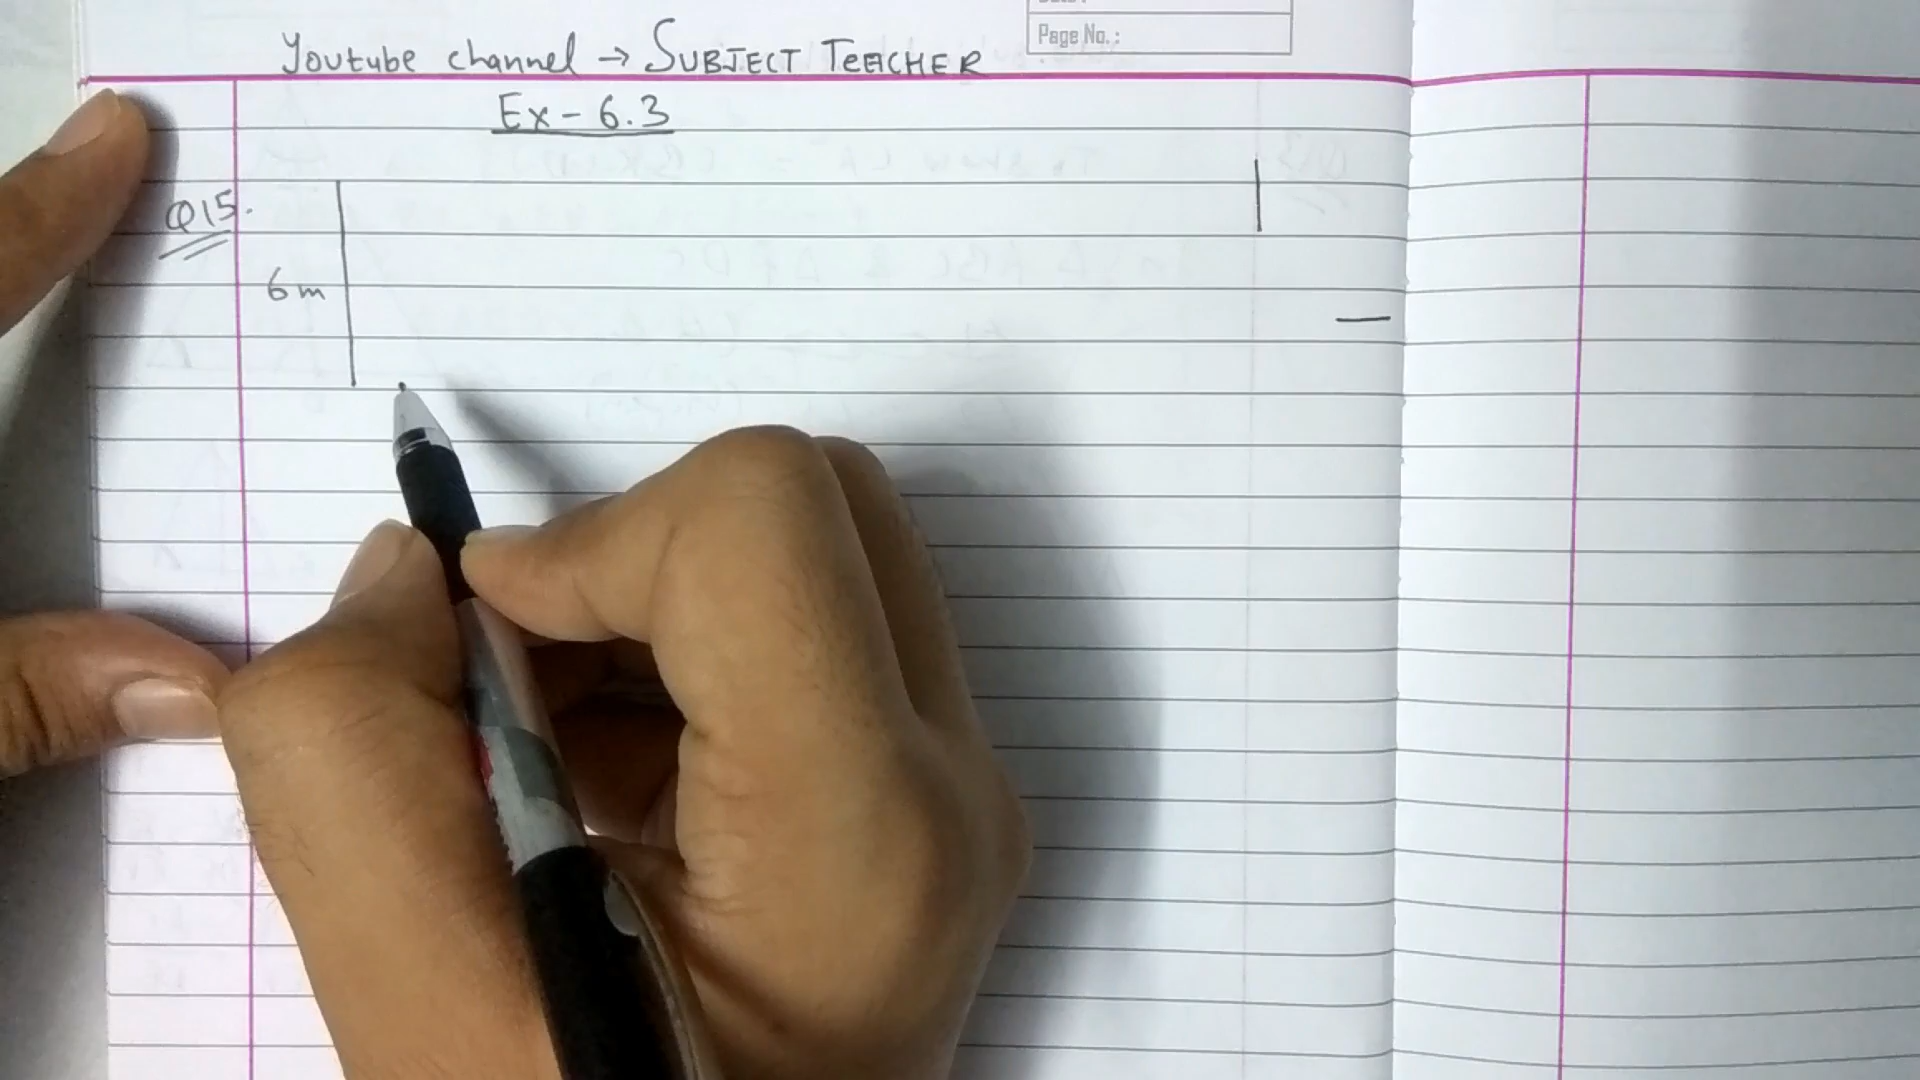 Page No.:
Youtube channel → SUBJECT TEACHER
Ex - 6.3
Q15.
6m